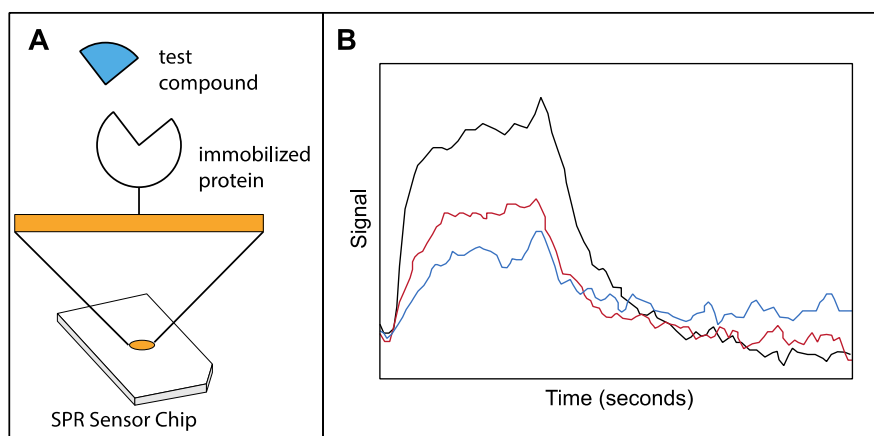 A
test
compound
immobilized
protein
SPR Sensor Chip
B
Signal
Time (seconds)